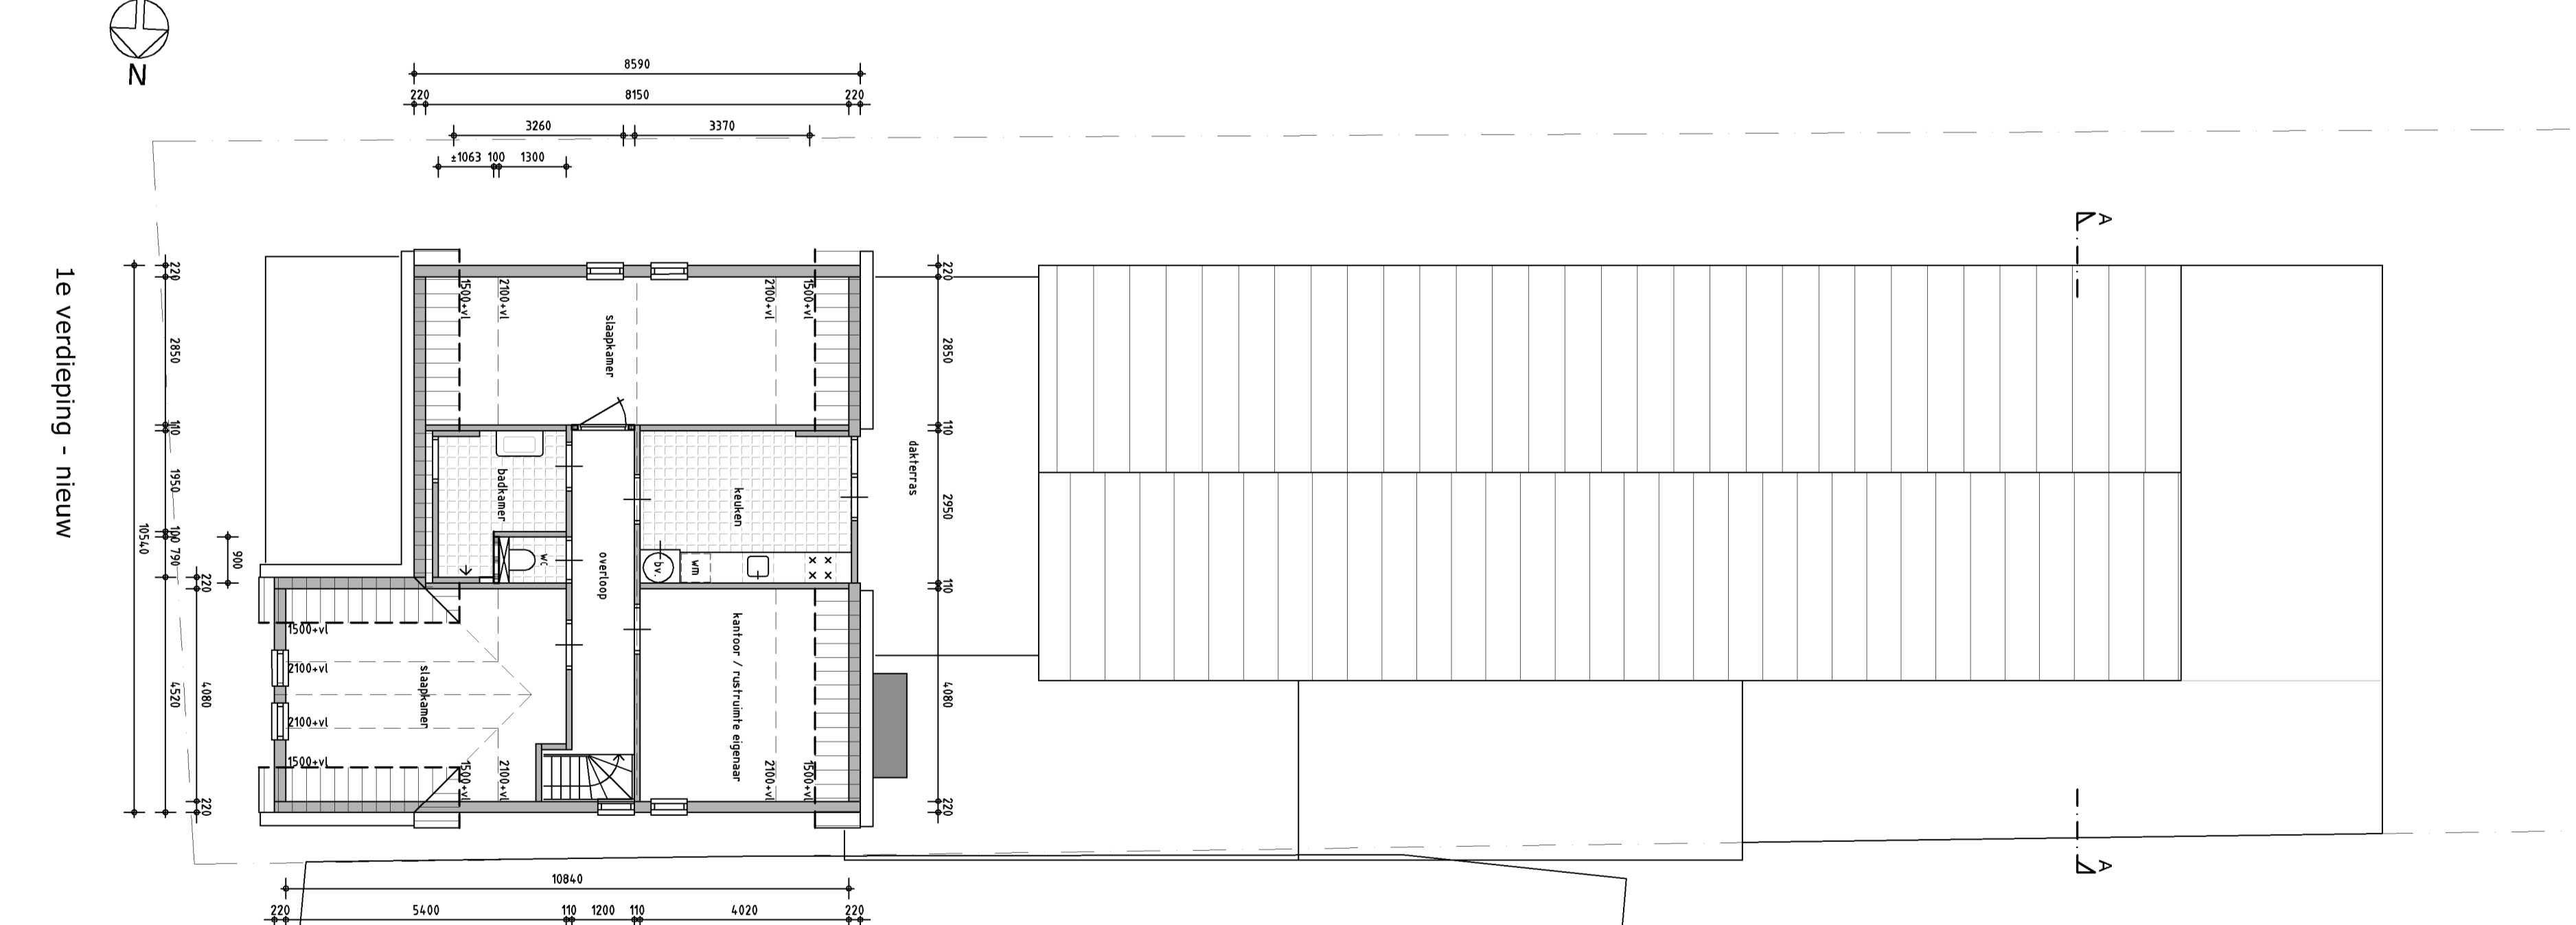 N
8590
220 8150 220
3260 3370
±1063 100 1300
A
1e verdieping - nieuw
220 2850 110 1950 100 790 220 4520
10540
900
220 4080 220
220 2850 110 2950 110 4080 220
1500+vl 2100+vl 2100+vl 1500+vl
slaapkamer
badkamer
wc
overloop
keuken
bv.
wm
dakterras
kantoor / rustruimte eigenaar
slaapkamer
1500+vl
2100+vl
2100+vl
1500+vl
1500+vl 2100+vl 2100+vl 1500+vl
A
10840
220 5400 110 1200 110 4020 220